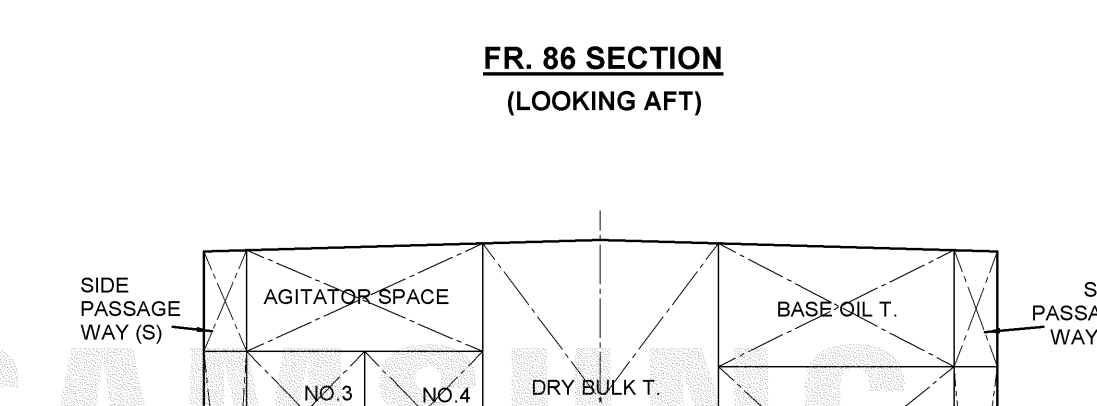 FR. 86 SECTION
(LOOKING AFT)
SIDE
PASSAGE
WAY (S)
AGITATOR SPACE
BASE OIL T.
NO.3
NO.4
DRY BULK T.